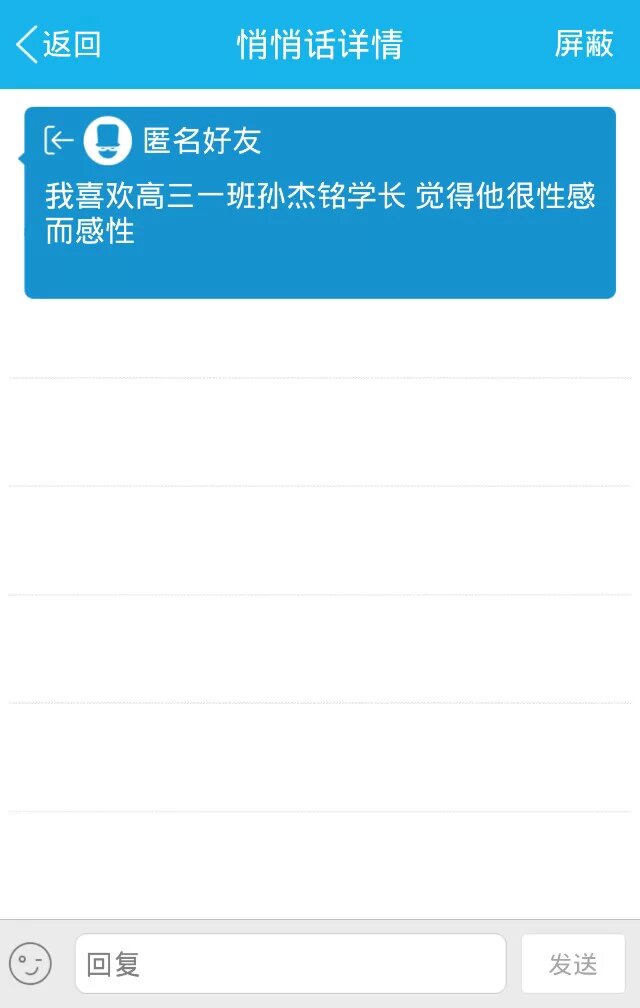 返回 悄悄话详情 屏蔽
匿名好友
我喜欢高三一班孙杰铭学长 觉得他很性感
而感性
回复 发送